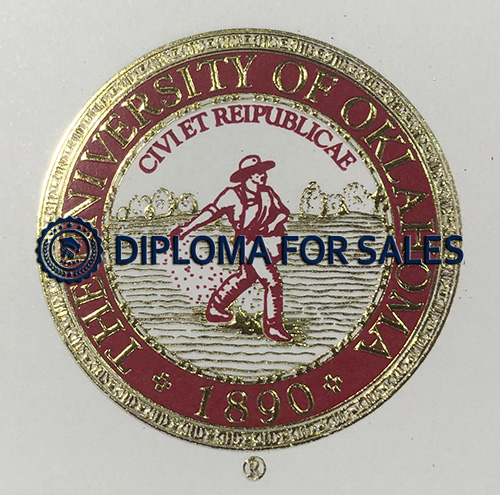 THE UNIVERSITY OF OKLAHOMA
CIVI ET REIPUBLICAE
DIPLOMA FOR SALES
1890
®